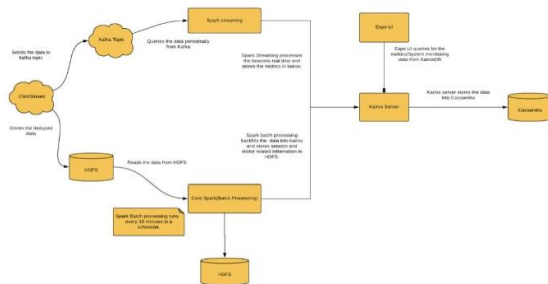 Spark streaming
Expo UI
Kafka Topic
Sends the data to
kafka topic
Queries the data periodically
from Kafka
Spark Streaming processes
the beacons real time and
stores the metrics in kairos.
Expo UI queries for the
metrics/System monitoring
data from KairosDB
ClickStream
Kairos Server
Kairos server stores the data
into Cassandra
Cassandra
Stores the deduped
data
Spark batch processing
backfills the data into kairos
and stores session and
visitor related information in
HDFS
HDFS
Reads the data from HDFS
Core Spark(Batch Processing)
Spark Batch processing runs
every 30 minutes in a
scheduler.
HDFS